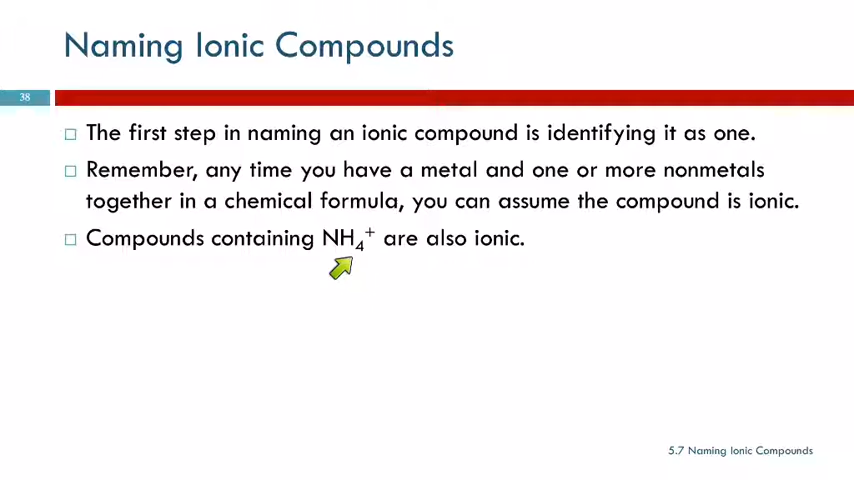 Naming Ionic Compounds
38
□ The first step in naming an ionic compound is identifying it as one.
□ Remember, any time you have a metal and one or more nonmetals
together in a chemical formula, you can assume the compound is ionic.
□ Compounds containing NH₄⁺ are also ionic.
5.7 Naming Ionic Compounds